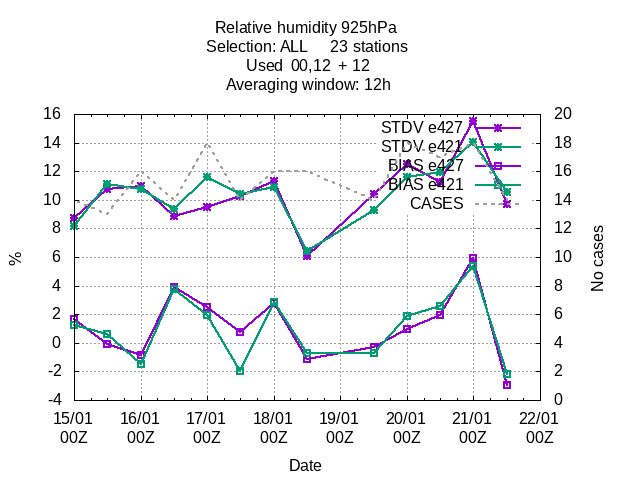 Relative humidity 925hPa
Selection: ALL     23 stations
Used  00,12  + 12
Averaging window: 12h
16
14
12
10
8
6
4
2
0
-2
-4
%
20
18
16
14
12
10
8
6
4
2
0
No cases
STDV e427
STDV e421
BIAS e427
BIAS e421
CASES
15/01 16/01 17/01 18/01 19/01 20/01 21/01 22/01
00Z 00Z 00Z 00Z 00Z 00Z 00Z 00Z
Date